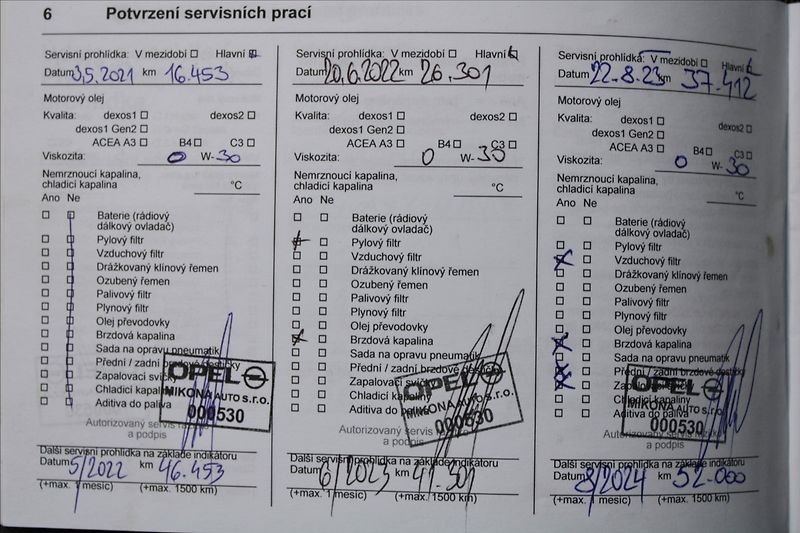 6 Potvrzení servisních prací
Servisní prohlídka: V mezidobí Hlavní
Datum 3,5.2021 km 16.453
Motorový olej
Kvalita: dexos1 dexos2
dexos1 Gen2
ACEA A3 B4 C3
Viskozita: 0 W-30
Nemrznoucí kapalina,
chladicí kapalina °C
Ano Ne
Baterie (rádiový
dálkový ovladač)
Pylový filtr
Vzduchový filtr
Drážkovaný klínový řemen
Ozubený řemen
Palivový filtr
Plynový filtr
Olej převodovky
Brzdová kapalina
Sada na opravu pneumatik
Přední / zadní brzdové destičky
Zapalovací svíčky
Chladicí kapaliny
Aditiva do paliva
OPEL
MIKONA AUTO s.r.o.
000530
Autorizovaný servis
a podpis
Další servisní prohlídka na základě indikátoru
Datum 5/2022 km 46.453
(+max. 1 měsíc) (+max. 1500 km)
Servisní prohlídka: V mezidobí Hlavní
Datum 20.6.2022 km 26.301
Motorový olej
Kvalita: dexos1 dexos2
dexos1 Gen2
ACEA A3 B4 C3
Viskozita: 0 W-30
Nemrznoucí kapalina,
chladicí kapalina °C
Ano Ne
Baterie (rádiový
dálkový ovladač)
Pylový filtr
Vzduchový filtr
Drážkovaný klínový řemen
Ozubený řemen
Palivový filtr
Plynový filtr
Olej převodovky
Brzdová kapalina
Sada na opravu pneumatik
Přední / zadní brzdové destičky
Zapalovací svíčky
Chladicí kapaliny
Aditiva do paliva
OPEL
MIKONA AUTO s.r.o.
000530
Autorizovaný servis
a podpis
Další servisní prohlídka na základě indikátoru
Datum 6/2023 km 41.301
(+max. 1 měsíc) (+max. 1500 km)
Servisní prohlídka: V mezidobí Hlavní
Datum 22.8.23 km 37.412
Motorový olej
Kvalita: dexos1 dexos2
dexos1 Gen2
ACEA A3 B4 C3
Viskozita: 0 W-30
Nemrznoucí kapalina,
chladicí kapalina °C
Ano Ne
Baterie (rádiový
dálkový ovladač)
Pylový filtr
Vzduchový filtr
Drážkovaný klínový řemen
Ozubený řemen
Palivový filtr
Plynový filtr
Olej převodovky
Brzdová kapalina
Sada na opravu pneumatik
Přední / zadní brzdové destičky
Zapalovací svíčky
Chladicí kapaliny
Aditiva do paliva
OPEL
MIKONA AUTO s.r.o.
000530
Autorizovaný servis
a podpis
Další servisní prohlídka na základě indikátoru
Datum 8/2024 km 52.000
(+max. 1 měsíc) (+max. 1500 km)